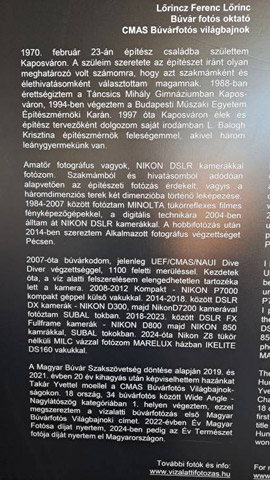 Lőrincz Ferenc Lőrinc
Búvár fotós oktató
CMAS Búvárfotós világbajnok
1970. február 23-án építész családba születtem
Kaposváron. A szüleim szeretete az építészet iránt olyan
meghatározó volt számomra, hogy azt szakmámként és
élethivatásomként választottam magamnak. 1988-ban
érettségiztem a Táncsics Mihály Gimnáziumban Kapos-
váron, 1994-ben végeztem a Budapesti Műszaki Egyetem
Építészmérnöki Karán. 1997 óta Kaposváron élek és
építész tervezőként dolgozom saját irodámban L. Balogh
Krisztina építészmérnök feleségemmel, akivel három
leánygyermekünk van.
Amatőr fotográfus vagyok, NIKON DSLR kamerákkal
fotózom. Szakmámból és hivatásomból adódóan
alapvetően az építészeti fotózás érdekelt, vagyis a
háromdimenziós terek két dimenzióba történő leképezése.
1984-2007 között fotóztam MINOLTA tükörreflexes filmes
fényképezőgépekkel, a digitális technikára 2004-ben
álltam át NIKON DSLR kamerákkal. A hobbifotózás után
2014-ben szereztem Alkalmazott fotográfus végzettséget
Pécsen.
2007-óta búvárkodom, jelenleg UEF/CMAS/NAUI Dive
Diver végzettséggel, 1100 feletti merüléssel. Kezdetek
óta, a víz alatti felszerelésem elengedhetetlen tartozéka
lett a kamera. 2008-2012 Kompakt - NIKON P7000
kompakt géppel külső vakukkal. 2014-2018. között DSLR
DX kamerák - NIKON D300, majd NikonD7200 kamerával
fotóztam SUBAL tokban. 2018-2023. között DSLR FX
Fullframe kamerák - NIKON D800 majd NIKON 850
kamerákkal, SUBAL tokokban. 2024-óta Nikon Z8 tükör
nélküli MILC vázzal fotózom MARELUX házban IKELITE
DS160 vakukkal.
A Magyar Búvár Szakszövetség döntése alapján 2019. és
2021. évben 20 év kihagyás után képviselhettem hazánkat
Takár Yvettel moellel a CMAS Búvárfotós Világbajnok-
ságokon. 18 ország, 34 búvárfotós között Wide Angle -
Nagylátószög kategóriában 1. helyen végeztem, ezzel
megszereztem a vízalatti búvárfotózás első Magyar
Búvárfotós Világbajnoki címet. 2022-évben Év Magyar
Fotósa díjat nyertem, 2024-ben pedig az Év Természet
fotósa díjat nyertem el Magyarországon.
További fotós és info:
www.vizalattifotozas.hu